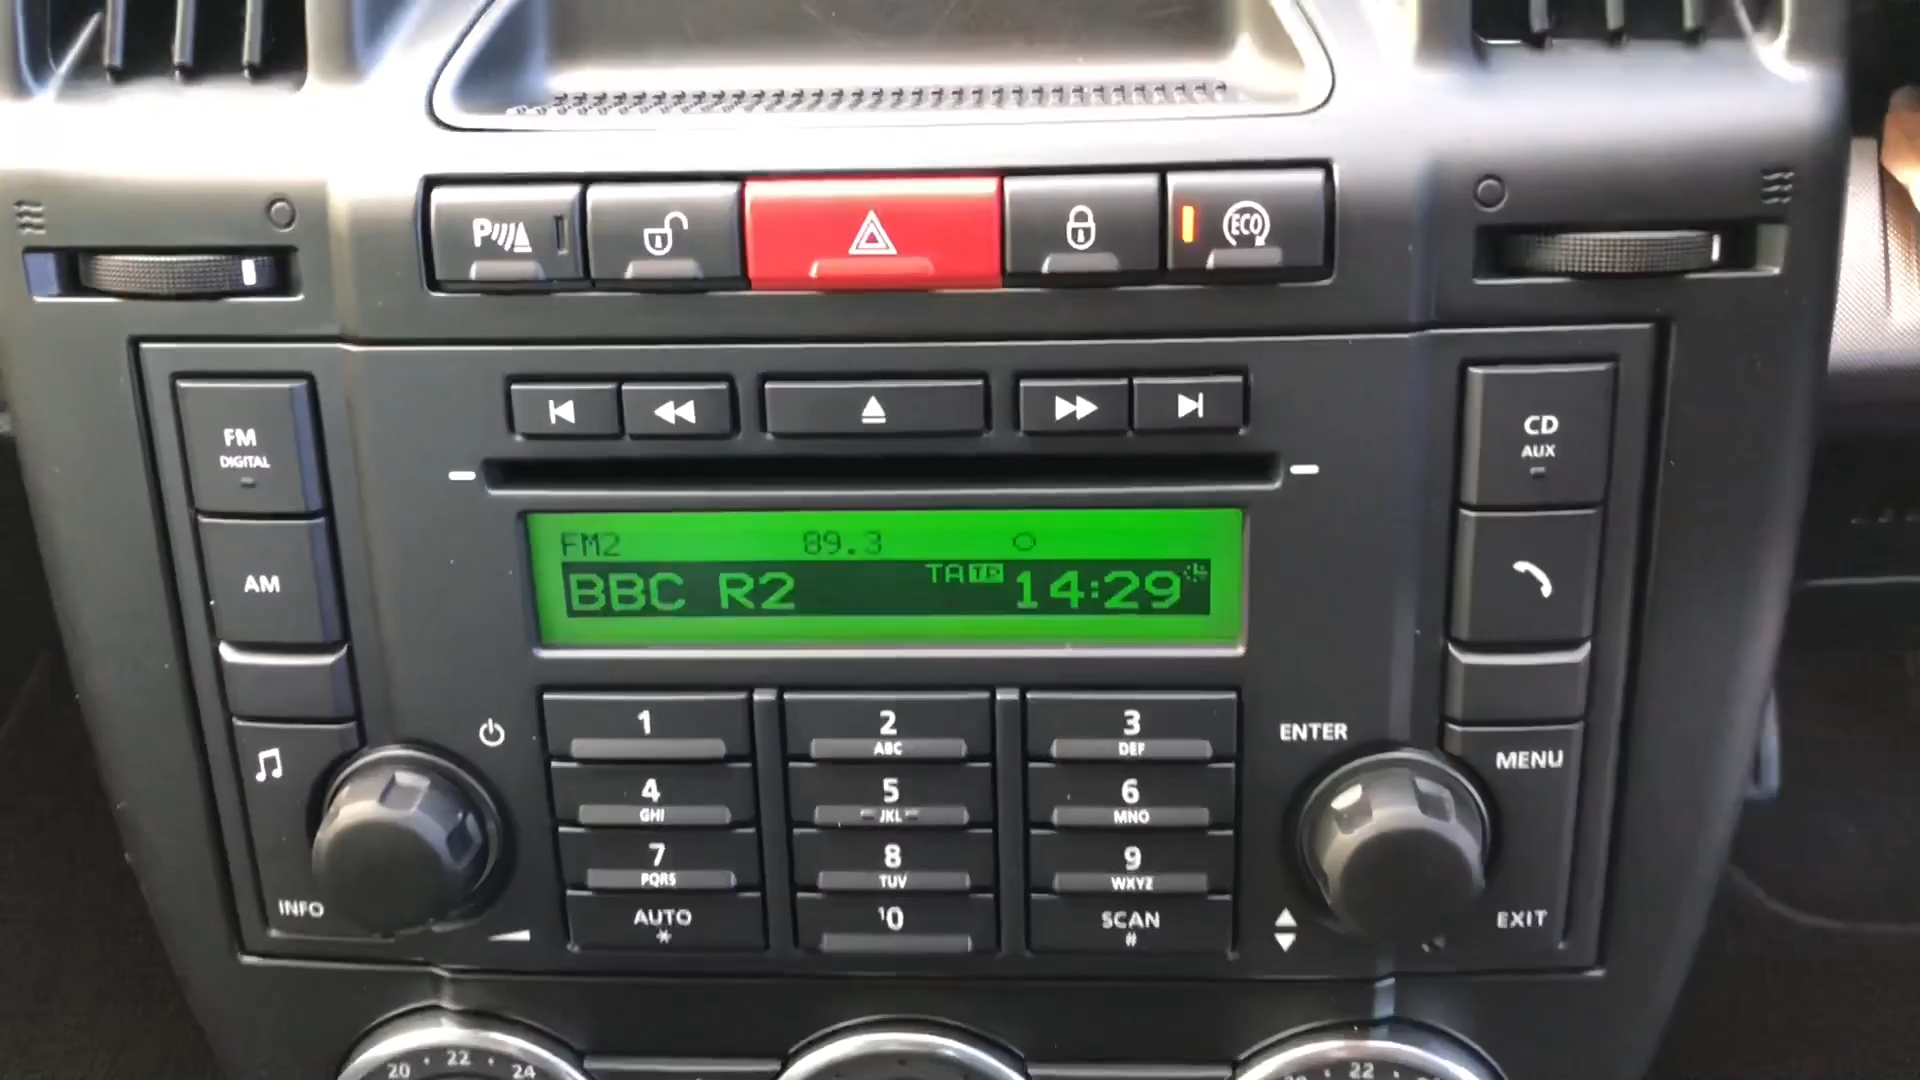 P
ECO
FM
DIGITAL
CD
AUX
FM2 89.3
BBC R2 TA TP 14:29
AM
1
2
ABC
3
DEF
ENTER
MENU
4
GHI
5
JKL
6
MNO
7
PQRS
8
TUV
9
WXYZ
INFO
AUTO
*
10
SCAN
#
EXIT
20 22 24
22